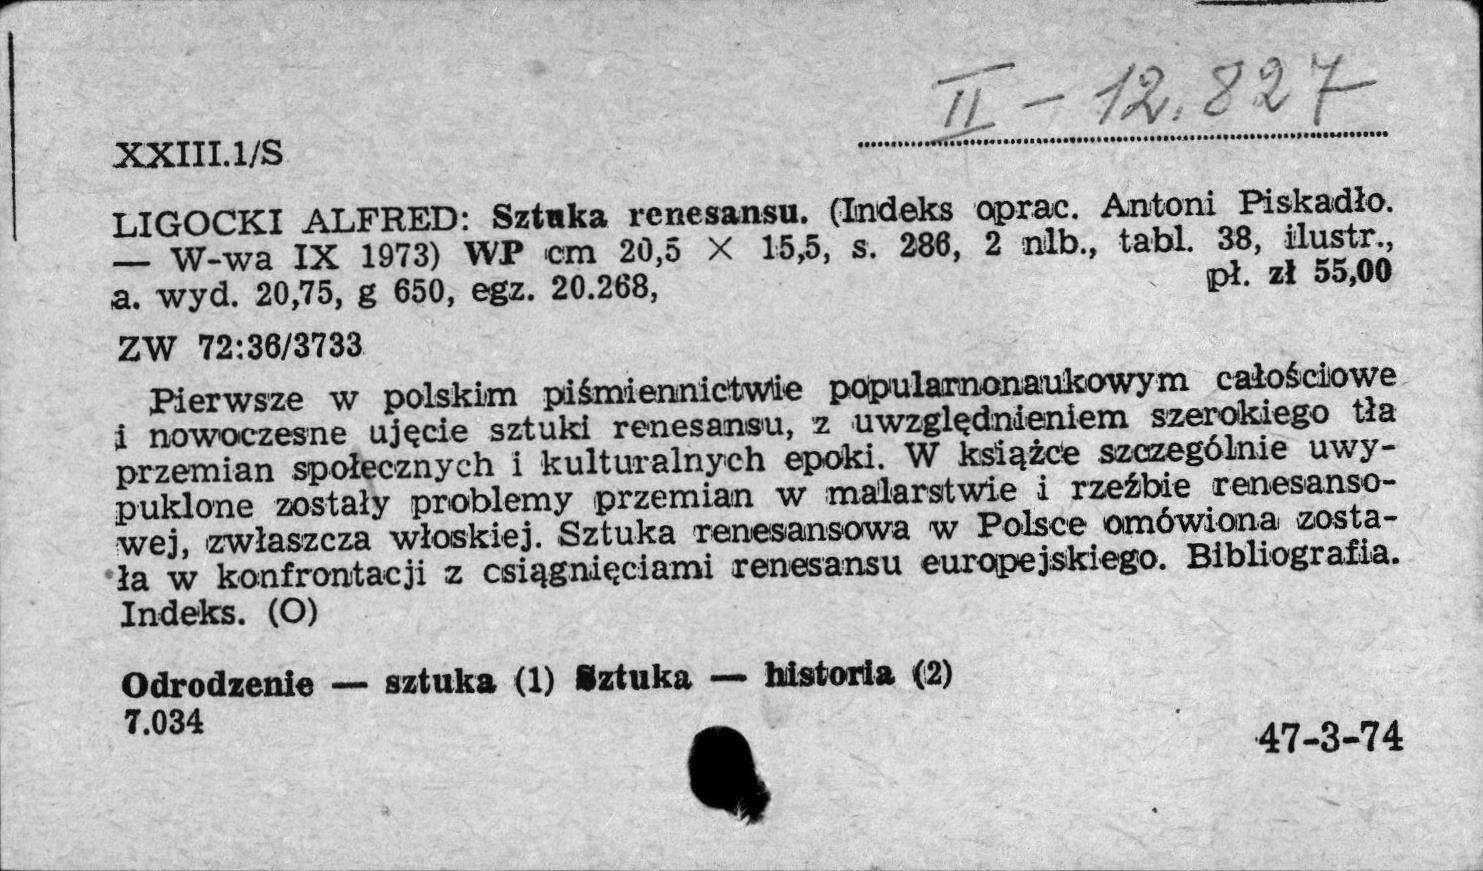 II - 12.827
XXIII.1/S
LIGOCKI ALFRED: Sztuka renesansu. (Indeks oprac. Antoni Piskadło.
— W-wa IX 1973) WP cm 20,5 × 15,5, s. 286, 2 nlb., tabl. 38, ilustr.,
a. wyd. 20,75, g 650, egz. 20.268, pł. zł 55,00
ZW 72:36/3733
Pierwsze w polskim piśmiennictwie popularnonaukowym całościowe
i nowoczesne ujęcie sztuki renesansu, z uwzględnieniem szerokiego tła
przemian społecznych i kulturalnych epoki. W książce szczególnie uwy-
puklone zostały problemy przemian w malarstwie i rzeźbie renesanso-
wej, zwłaszcza włoskiej. Sztuka renesansowa w Polsce omówiona zosta-
ła w konfrontacji z csiągnięciami renesansu europejskiego. Bibliografia.
Indeks. (O)
Odrodzenie — sztuka (1) Sztuka — historia (2)
7.034
47-3-74